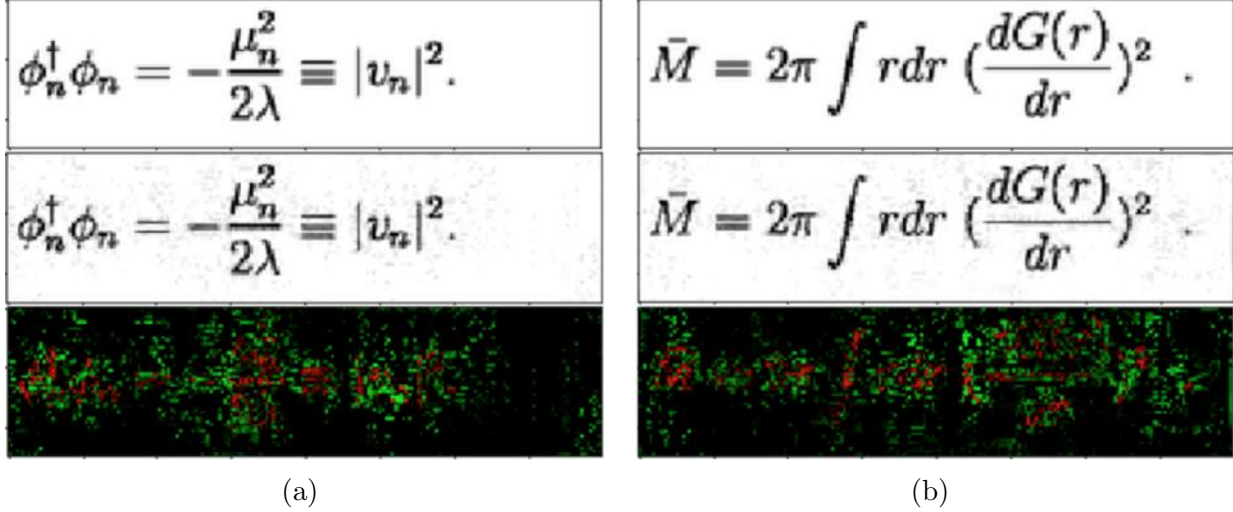 $\phi_n^\dagger \phi_n = -\frac{\mu_n^2}{2\lambda} \equiv |v_n|^2.$
$\bar{M} = 2\pi \int r dr \ (\frac{dG(r)}{dr})^2 \ .$
$\phi_n^\dagger \phi_n = -\frac{\mu_n^2}{2\lambda} \equiv |v_n|^2.$
$\bar{M} = 2\pi \int r dr \ (\frac{dG(r)}{dr})^2 \ .$
(a)
(b)